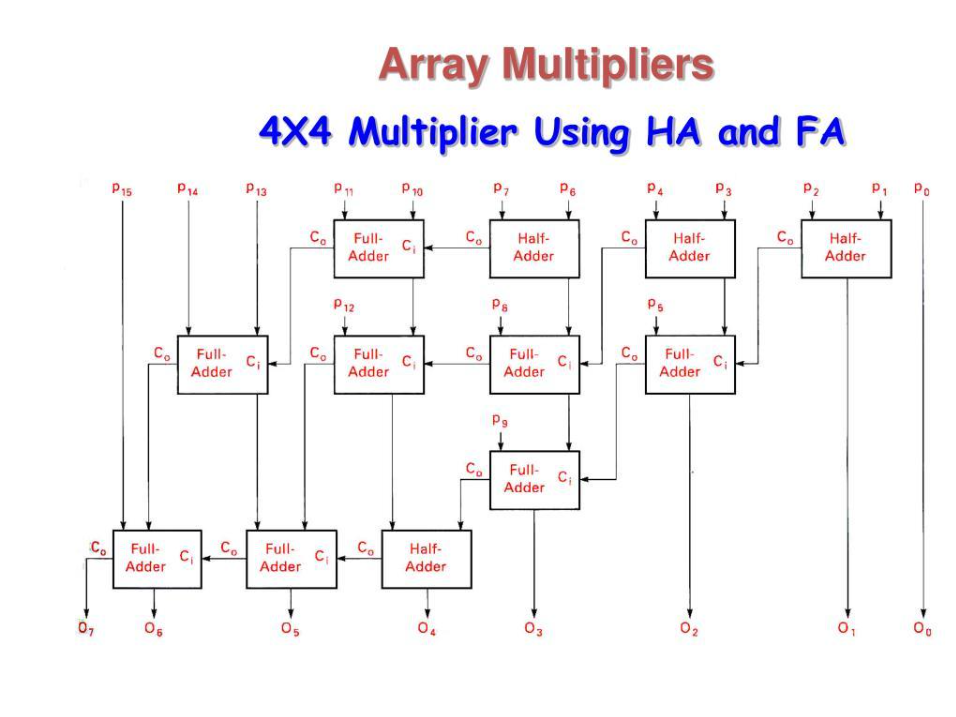 Array Multipliers
4X4 Multiplier Using HA and FA
p15 p14 p13 p11 p10 p7 p6 p4 p3 p2 p1 p0
Co Full-Adder Ci Co Half-Adder Co Half-Adder Co Half-Adder
p12 p8 p5
Co Full-Adder Ci Co Full-Adder Ci Co Full-Adder Ci Co Full-Adder Ci
p9
Co Full-Adder Ci
Co Full-Adder Ci Co Full-Adder Ci Co Half-Adder
O7 O6 O5 O4 O3 O2 O1 O0